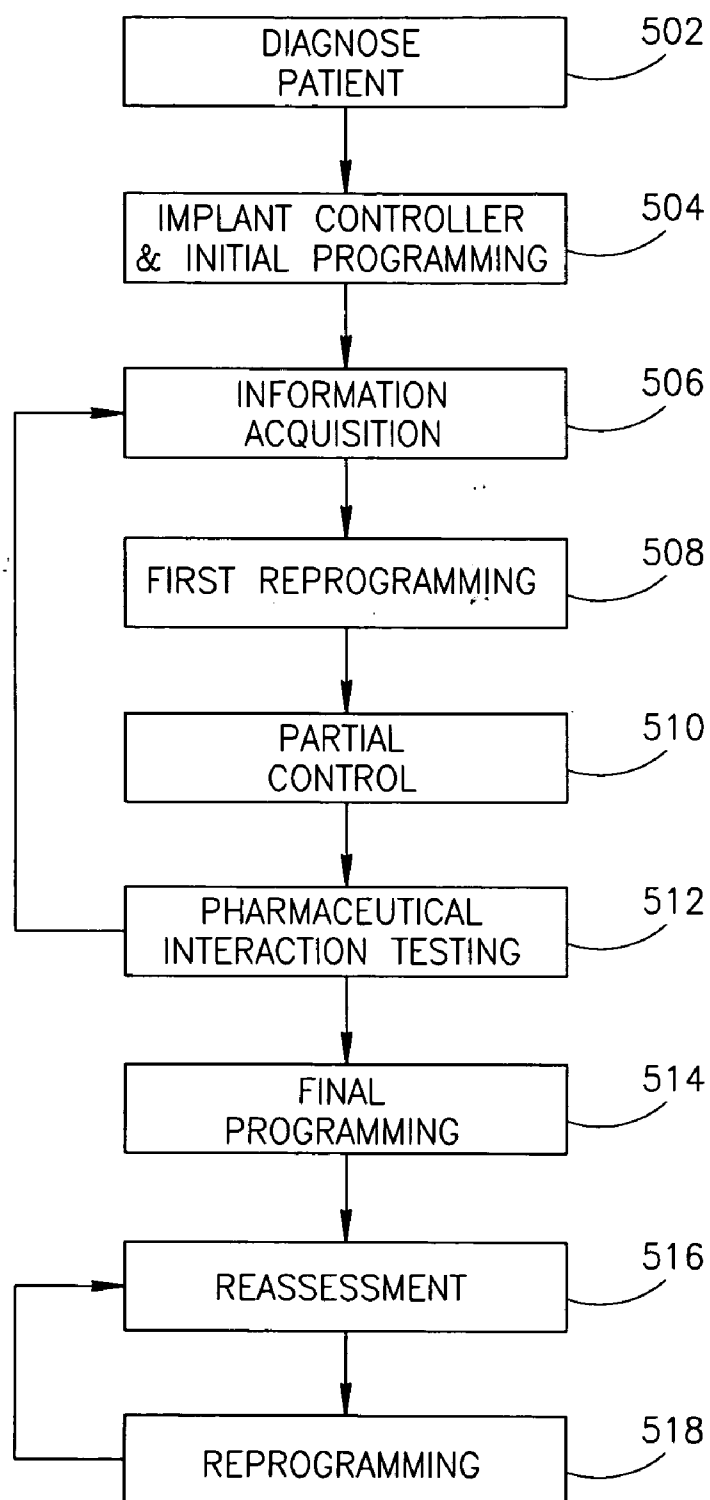 DIAGNOSE
PATIENT
502
IMPLANT CONTROLLER
& INITIAL PROGRAMMING
504
INFORMATION
ACQUISITION
506
FIRST REPROGRAMMING
508
PARTIAL
CONTROL
510
PHARMACEUTICAL
INTERACTION TESTING
512
FINAL
PROGRAMMING
514
REASSESSMENT
516
REPROGRAMMING
518